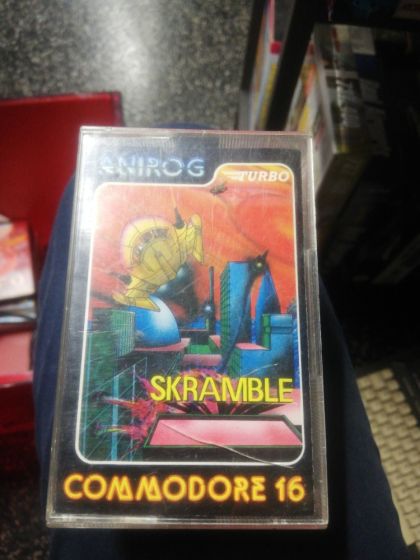 ANIROG
TURBO
SKRAMBLE
COMMODORE 16